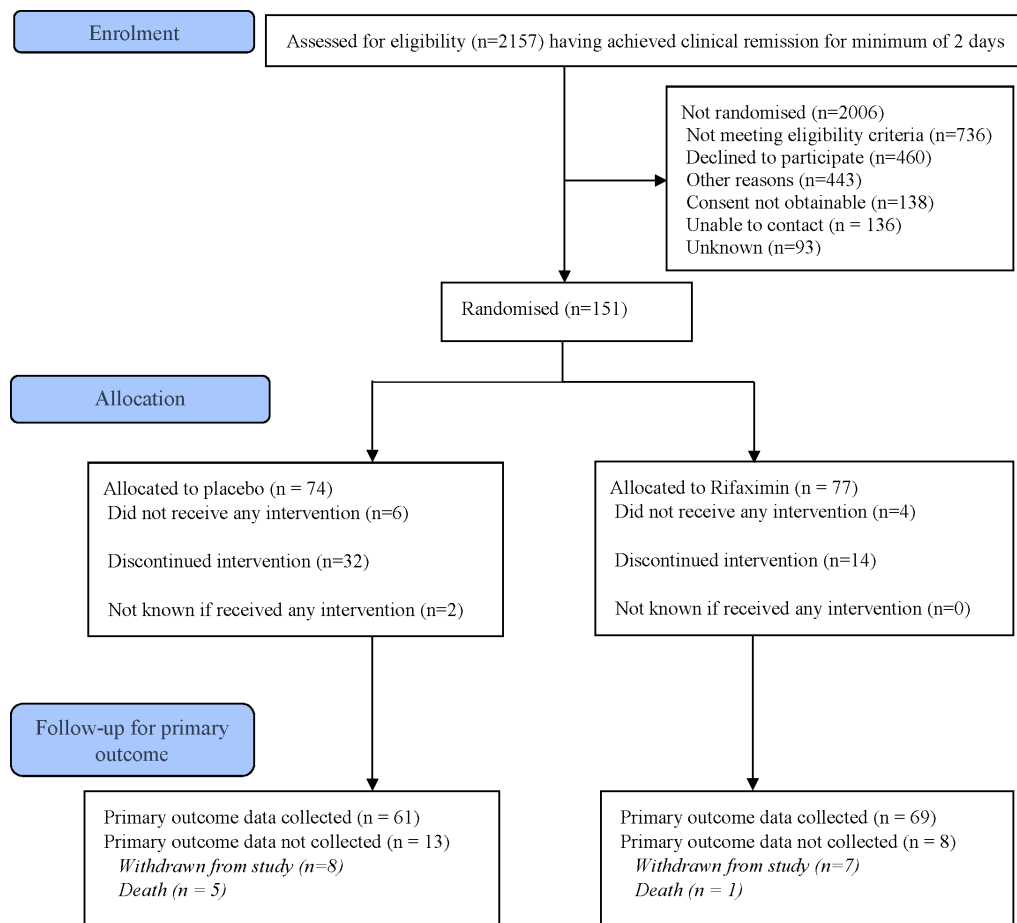 Enrolment
Assessed for eligibility (n=2157) having achieved clinical remission for minimum of 2 days
Not randomised (n=2006)
Not meeting eligibility criteria (n=736)
Declined to participate (n=460)
Other reasons (n=443)
Consent not obtainable (n=138)
Unable to contact (n = 136)
Unknown (n=93)
Randomised (n=151)
Allocation
Allocated to placebo (n = 74)
Did not receive any intervention (n=6)
Discontinued intervention (n=32)
Not known if received any intervention (n=2)
Allocated to Rifaximin (n = 77)
Did not receive any intervention (n=4)
Discontinued intervention (n=14)
Not known if received any intervention (n=0)
Follow-up for primary
outcome
Primary outcome data collected (n = 61)
Primary outcome data not collected (n = 13)
Withdrawn from study (n=8)
Death (n = 5)
Primary outcome data collected (n = 69)
Primary outcome data not collected (n = 8)
Withdrawn from study (n=7)
Death (n = 1)